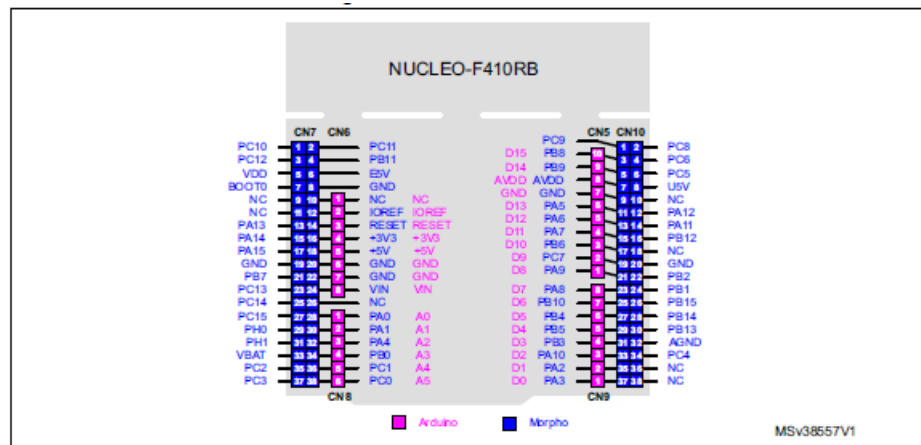 NUCLEO-F410RB
CN7 CN6 CN5 CN10
PC9
PC10 1 2 PC11
PC12 3 4 PB11
VDD 5 6 E5V
BOOT0 7 8 GND
NC 9 10 1 NC NC
NC 11 12 2 IOREF IOREF
PA13 13 14 3 RESET RESET
PA14 15 16 4 +3V3 +3V3
PA15 17 18 5 +5V +5V
GND 19 20 6 GND GND
PB7 21 22 7 GND GND
PC13 23 24 8 VIN VIN
PC14 25 26 NC
PC15 27 28 1 PA0 A0
PH0 29 30 2 PA1 A1
PH1 31 32 3 PA4 A2
VBAT 33 34 4 PB0 A3
PC2 35 36 5 PC1 A4
PC3 37 38 6 PC0 A5
CN8
1 2 PC8
D15 PB8 10 3 4 PC6
D14 PB9 9 5 6 PC5
AVDD AVDD 8 7 8 U5V
GND GND 7 9 10 NC
D13 PA5 6 11 12 PA12
D12 PA6 5 13 14 PA11
D11 PA7 4 15 16 PB12
D10 PB6 3 17 18 NC
D9 PC7 2 19 20 GND
D8 PA9 1 21 22 PB2
D7 PA8 8 23 24 PB1
D6 PB10 7 25 26 PB15
D5 PB4 6 27 28 PB14
D4 PB5 5 29 30 PB13
D3 PB3 4 31 32 AGND
D2 PA10 3 33 34 PC4
D1 PA2 2 35 36 NC
D0 PA3 1 37 38 NC
CN9
Arduino Morpho
MSv38557V1